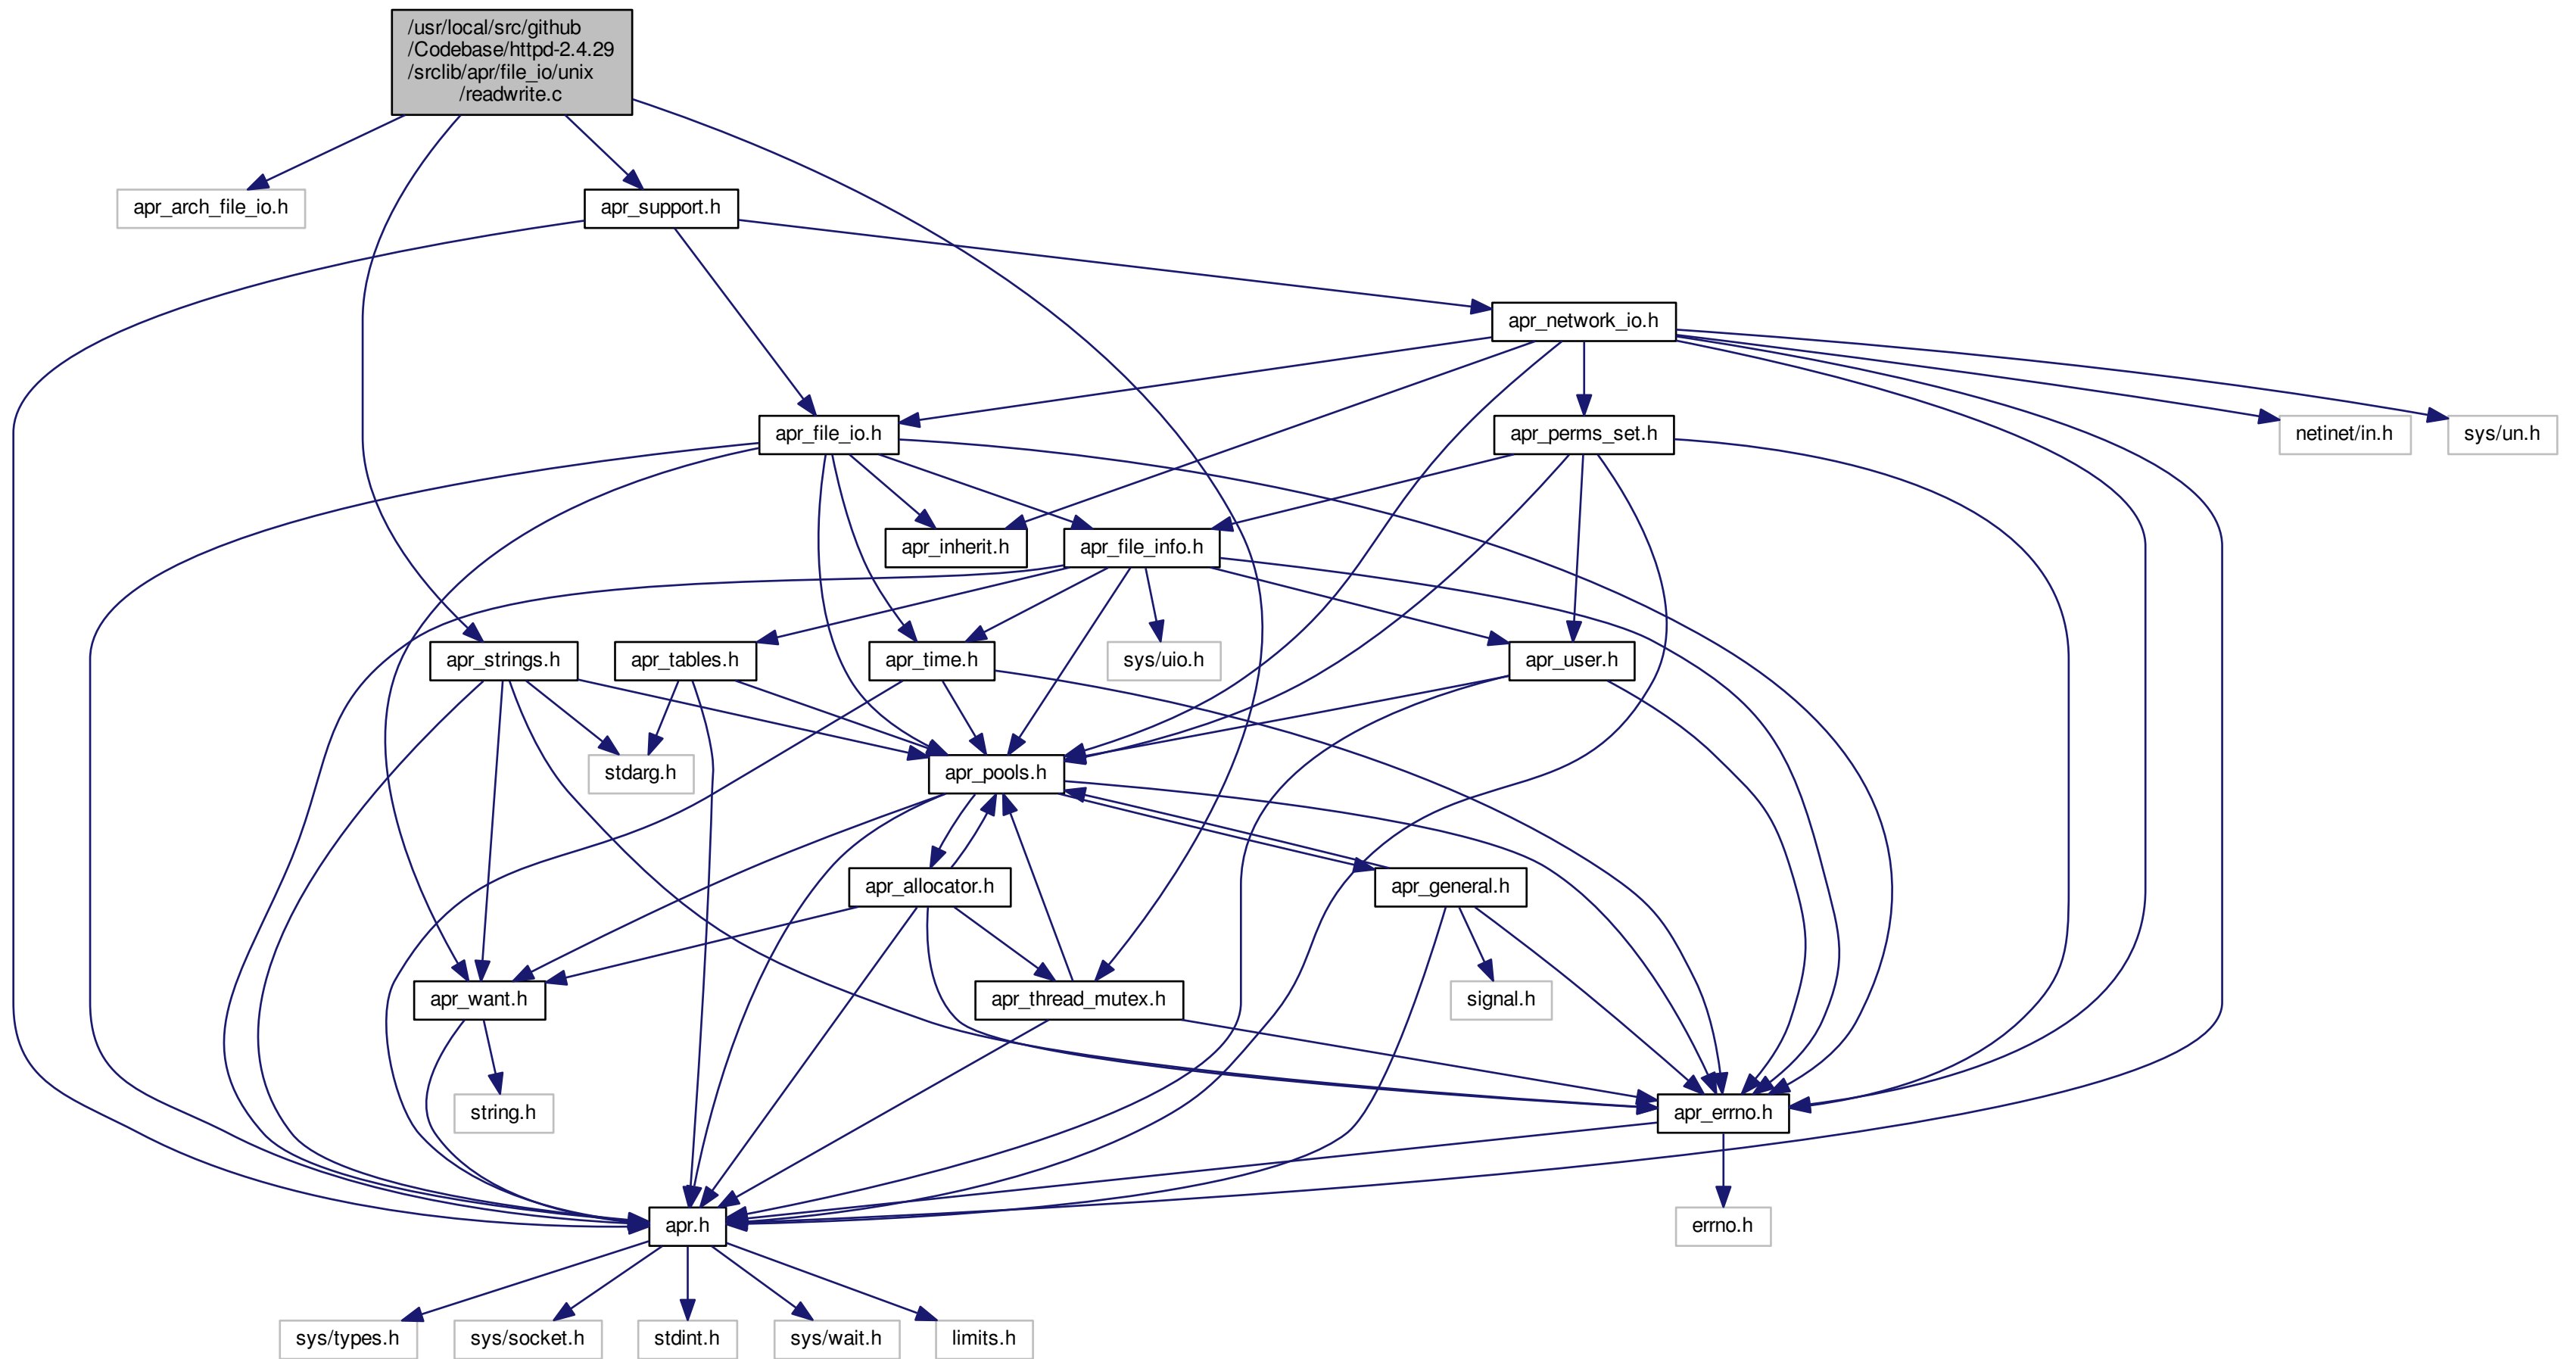 /usr/local/src/github
/Codebase/httpd-2.4.29
/srclib/apr/file_io/unix
/readwrite.c
apr_arch_file_io.h
apr_support.h
apr_network_io.h
apr_file_io.h
apr_perms_set.h
netinet/in.h
sys/un.h
apr_inherit.h
apr_file_info.h
apr_strings.h
apr_tables.h
apr_time.h
sys/uio.h
apr_user.h
stdarg.h
apr_pools.h
apr_allocator.h
apr_general.h
apr_want.h
apr_thread_mutex.h
signal.h
string.h
apr_errno.h
apr.h
errno.h
sys/types.h
sys/socket.h
stdint.h
sys/wait.h
limits.h